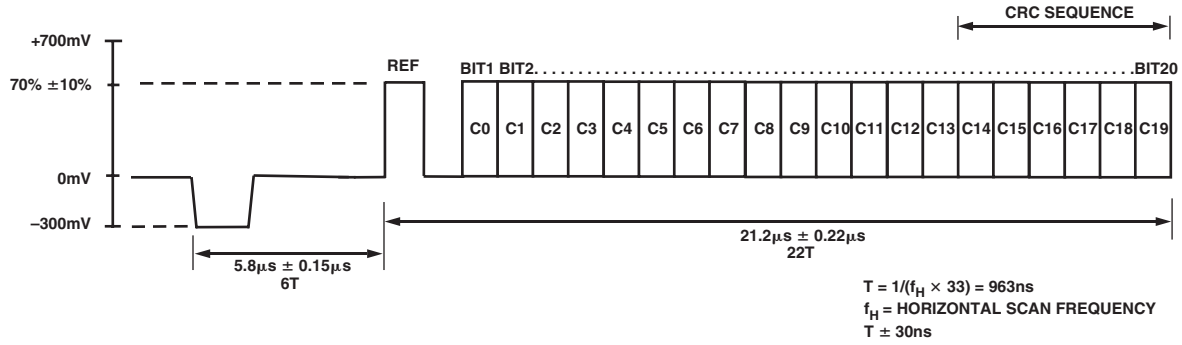 CRC SEQUENCE
+700mV
REF
BIT1 BIT2. . . . . . . . . . . . . . . . . . . . . . . . . . . . . . . . . . . . . . . . . . . . . . . . . . . . . . . . . . . .BIT20
70% ±10%
C0 C1 C2 C3 C4 C5 C6 C7 C8 C9 C10 C11 C12 C13 C14 C15 C16 C17 C18 C19
0mV
–300mV
21.2μs ± 0.22μs
22T
5.8μs ± 0.15μs
6T
T = 1/(fH × 33) = 963ns
fH = HORIZONTAL SCAN FREQUENCY
T ± 30ns